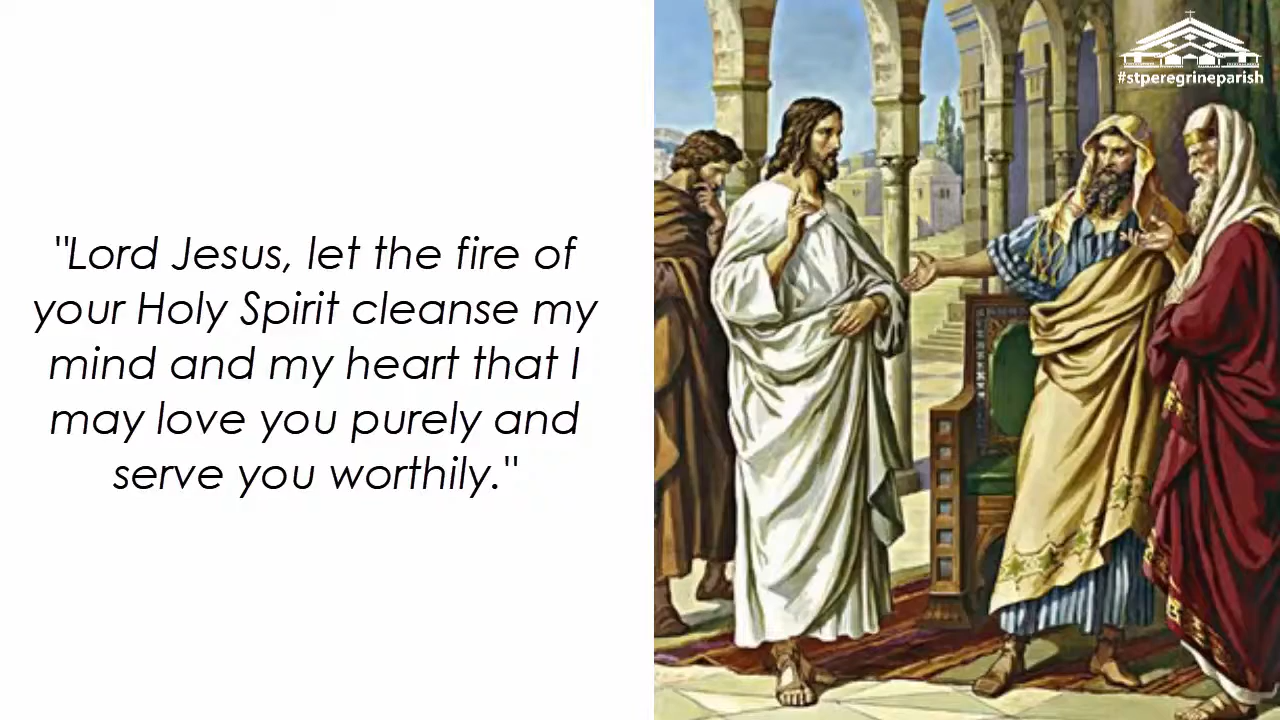 "Lord Jesus, let the fire of
your Holy Spirit cleanse my
mind and my heart that I
may love you purely and
serve you worthily."
#stperegrineparish